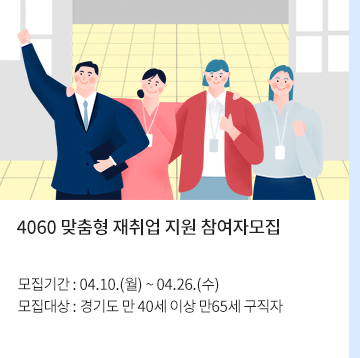 4060 맞춤형 재취업 지원 참여자모집
모집기간 : 04.10.(월) ~ 04.26.(수)
모집대상 : 경기도 만 40세 이상 만65세 구직자